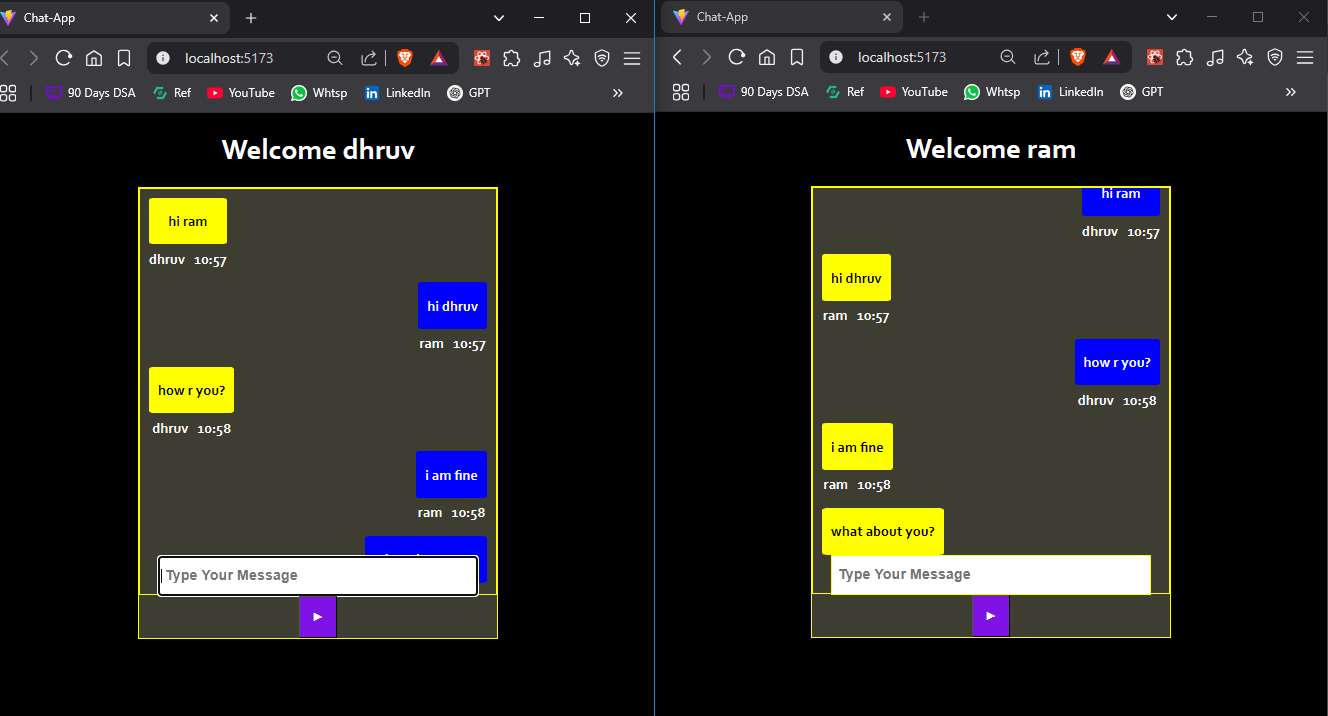 Chat-App
localhost:5173
90 Days DSA Ref YouTube Whtsp LinkedIn GPT
Welcome dhruv
hi ram
dhruv 10:57
hi dhruv
ram 10:57
how r you?
dhruv 10:58
i am fine
ram 10:58
Type Your Message
Chat-App
localhost:5173
90 Days DSA Ref YouTube Whtsp LinkedIn GPT
Welcome ram
hi ram
dhruv 10:57
hi dhruv
ram 10:57
how r you?
dhruv 10:58
i am fine
ram 10:58
what about you?
Type Your Message